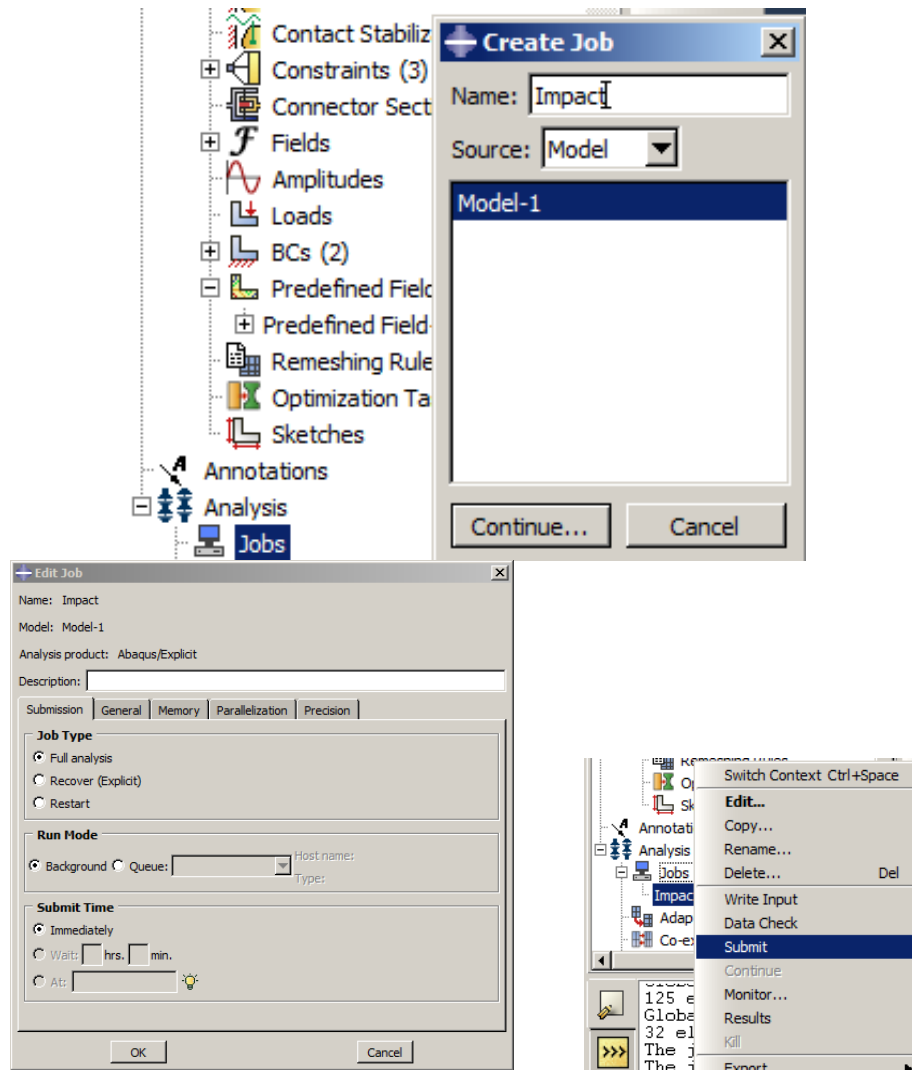 Contact Stabiliz
Constraints (3)
Connector Sect
Fields
Amplitudes
Loads
BCs (2)
Predefined Field
Predefined Field-
Remeshing Rule
Optimization Ta
Sketches
Annotations
Analysis
Jobs
Create Job
Name: Impact
Source: Model
Model-1
Continue...
Cancel
Edit Job
Name: Impact
Model: Model-1
Analysis product: Abaqus/Explicit
Description:
Submission General Memory Parallelization Precision
Job Type
Full analysis
Recover (Explicit)
Restart
Run Mode
Background Queue: Host name:
Type:
Submit Time
Immediately
Wait: hrs. min.
At:
OK Cancel
Sk
Annotati
Analysis
Jobs
Impac
Adap
Co-ex
Switch Context Ctrl+Space
Edit...
Copy...
Rename...
Delete... Del
Write Input
Data Check
Submit
Continue
Monitor...
Results
Kill
Export
125 e
Globa
32 el
The j
The j